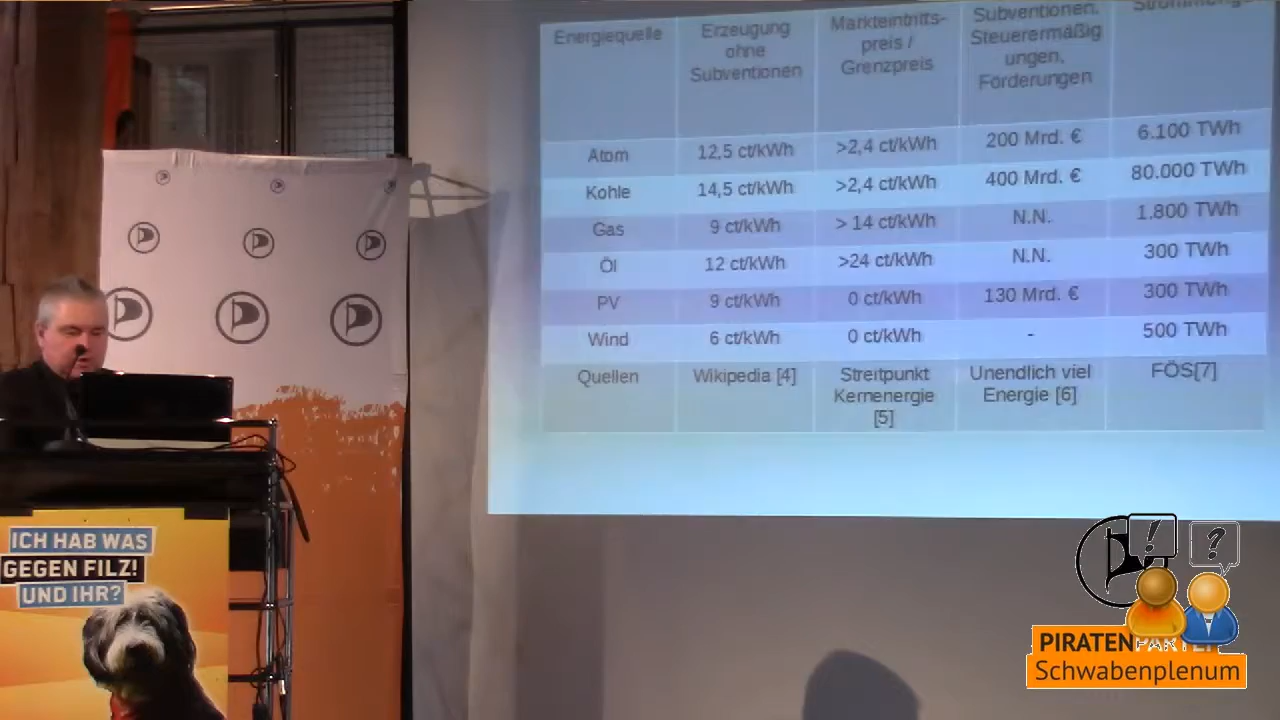 Energiequelle
Erzeugung
ohne
Subventionen
Markteintritts-
preis /
Grenzpreis
Subventionen,
Steuerermäßig
ungen,
Förderungen
Atom 12,5 ct/kWh >2,4 ct/kWh 200 Mrd. € 6.100 TWh
Kohle 14,5 ct/kWh >2,4 ct/kWh 400 Mrd. € 80.000 TWh
Gas 9 ct/kWh > 14 ct/kWh N.N. 1.800 TWh
Öl 12 ct/kWh >24 ct/kWh N.N. 300 TWh
PV 9 ct/kWh 0 ct/kWh 130 Mrd. € 300 TWh
Wind 6 ct/kWh 0 ct/kWh - 500 TWh
Quellen
Wikipedia [4]
Streitpunkt
Kernenergie
[5]
Unendlich viel
Energie [6]
FÖS[7]
ICH HAB WAS
GEGEN FILZ!
UND IHR?
! ?
PIRATENPARTEI
Schwabenplenum